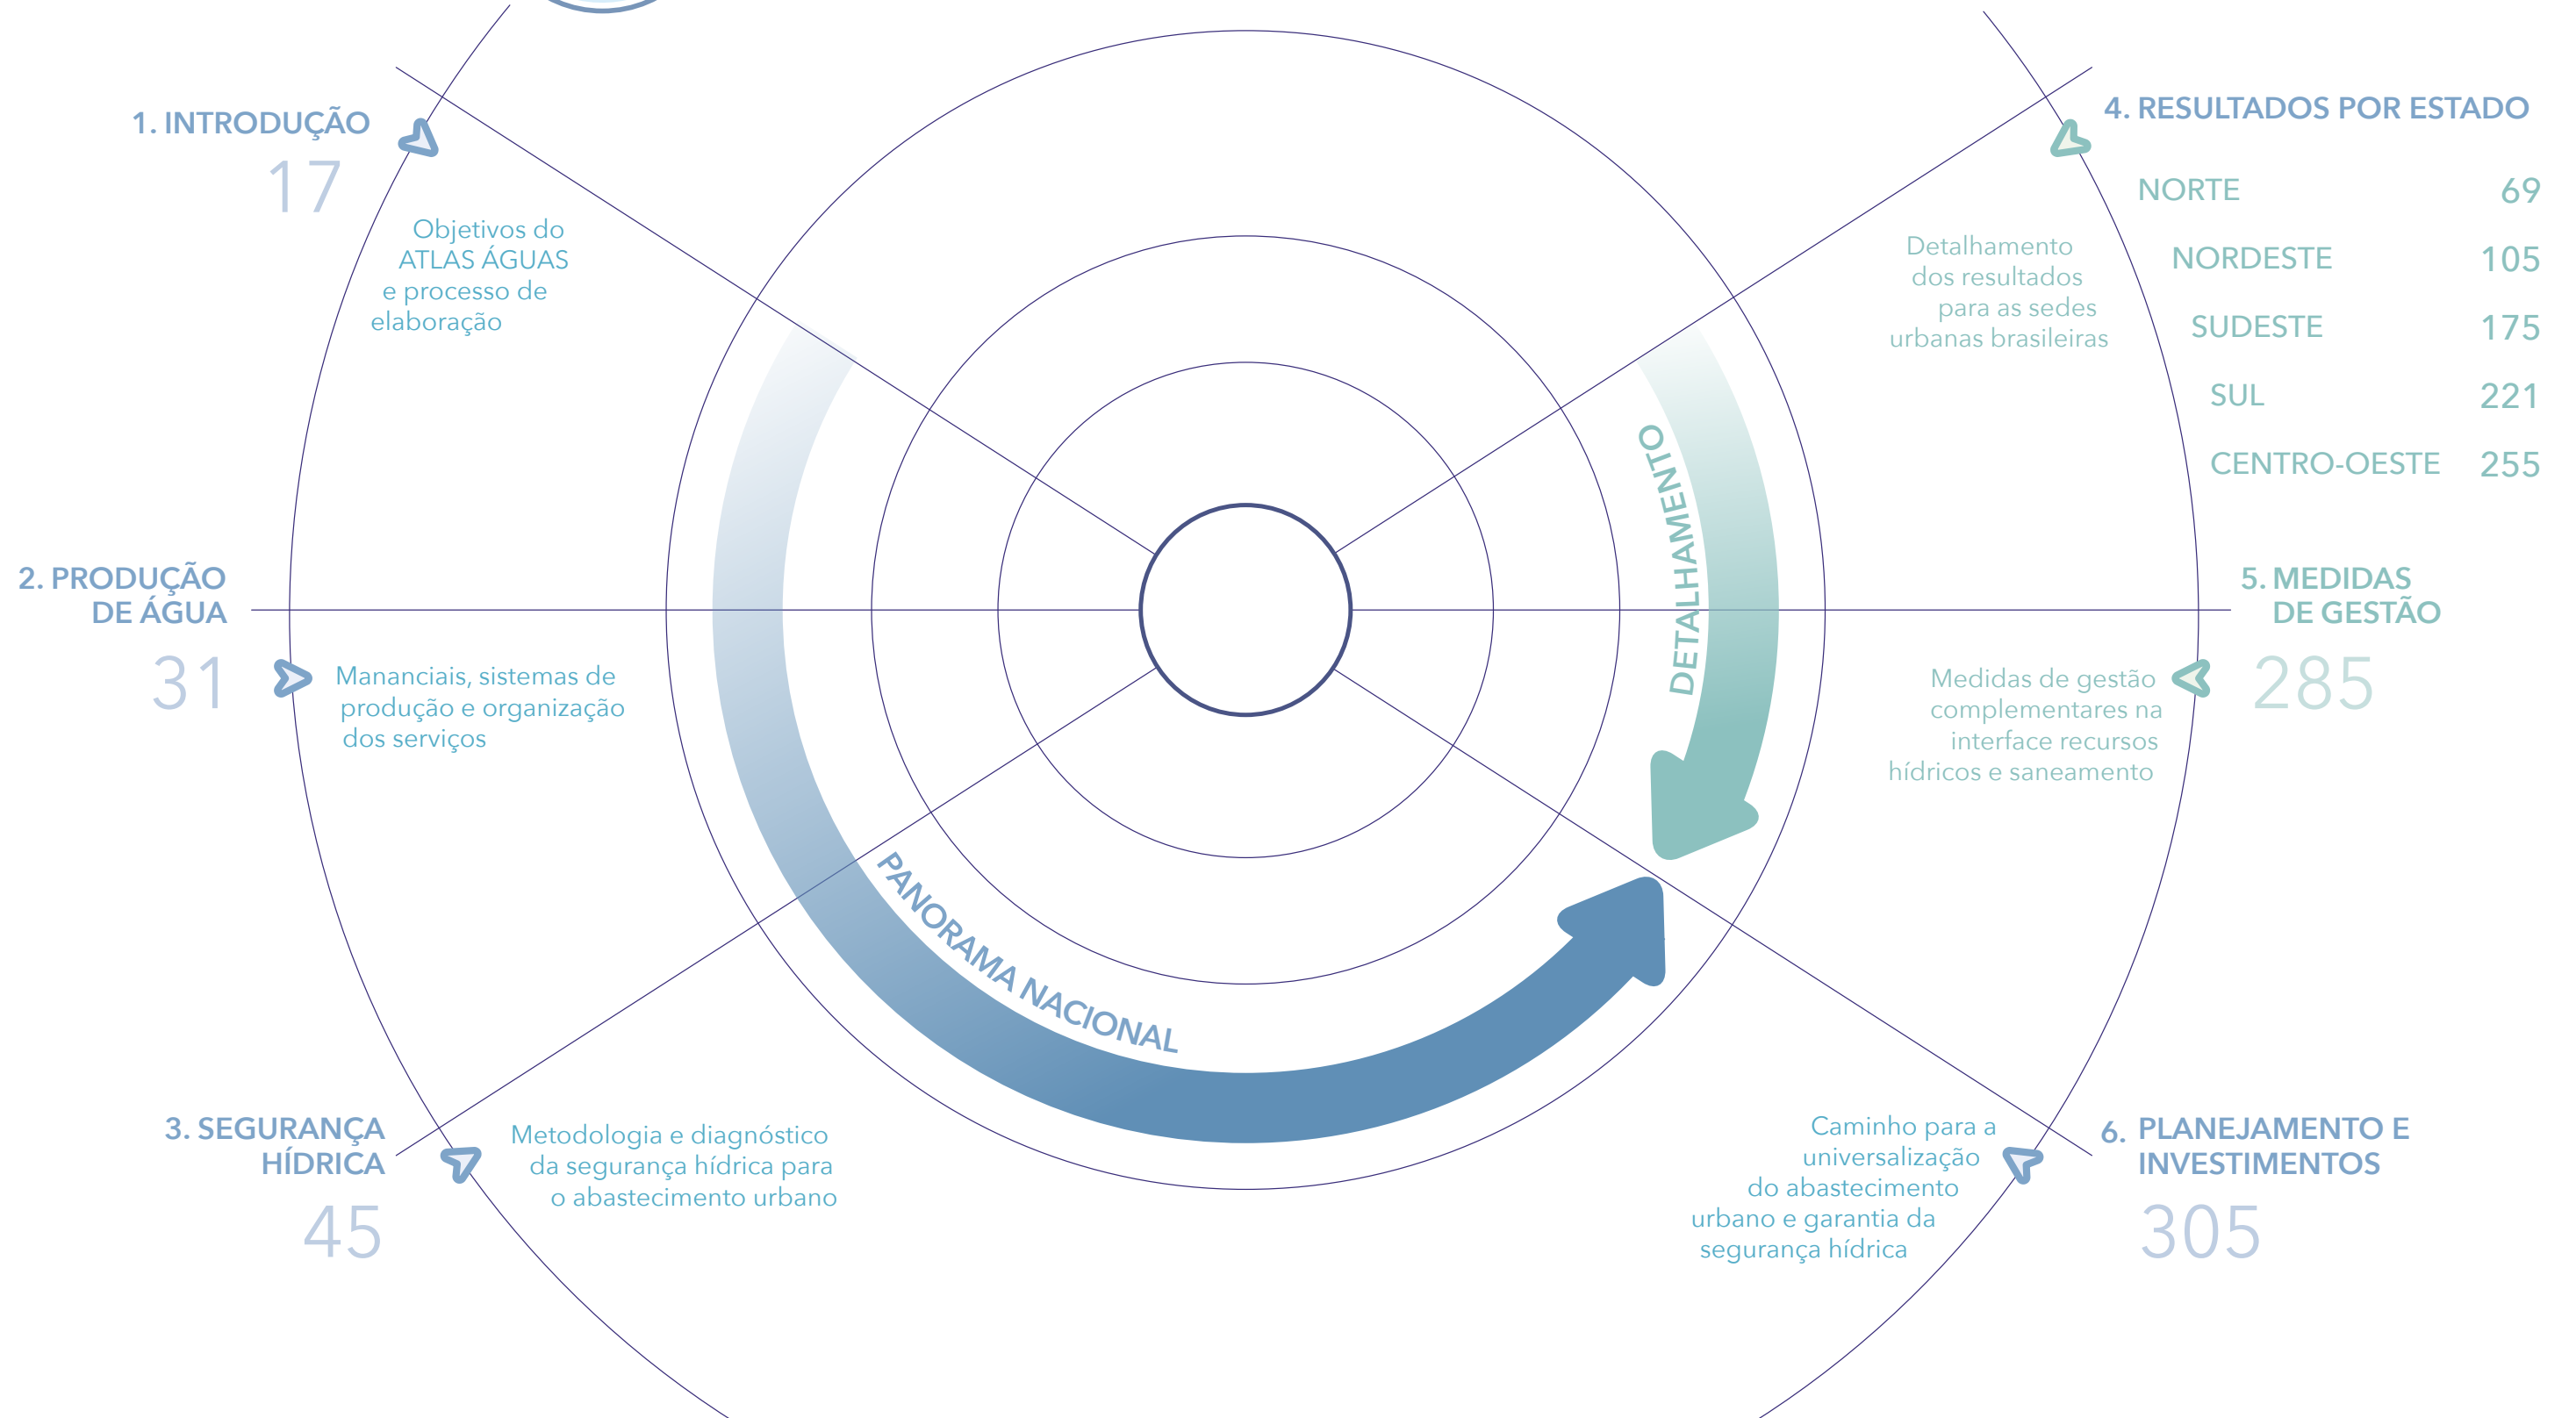 1. INTRODUÇÃO
17
Objetivos do
ATLAS ÁGUAS
e processo de
elaboração
2. PRODUÇÃO
DE ÁGUA
31
Mananciais, sistemas de
produção e organização
dos serviços
3. SEGURANÇA
HÍDRICA
45
Metodologia e diagnóstico
da segurança hídrica para
o abastecimento urbano
PANORAMA NACIONAL
DETALHAMENTO
4. RESULTADOS POR ESTADO
NORTE 69
NORDESTE 105
SUDESTE 175
SUL 221
CENTRO-OESTE 255
Detalhamento
dos resultados
para as sedes
urbanas brasileiras
5. MEDIDAS
DE GESTÃO
285
Medidas de gestão
complementares na
interface recursos
hídricos e saneamento
6. PLANEJAMENTO E
INVESTIMENTOS
305
Caminho para a
universalização
do abastecimento
urbano e garantia da
segurança hídrica